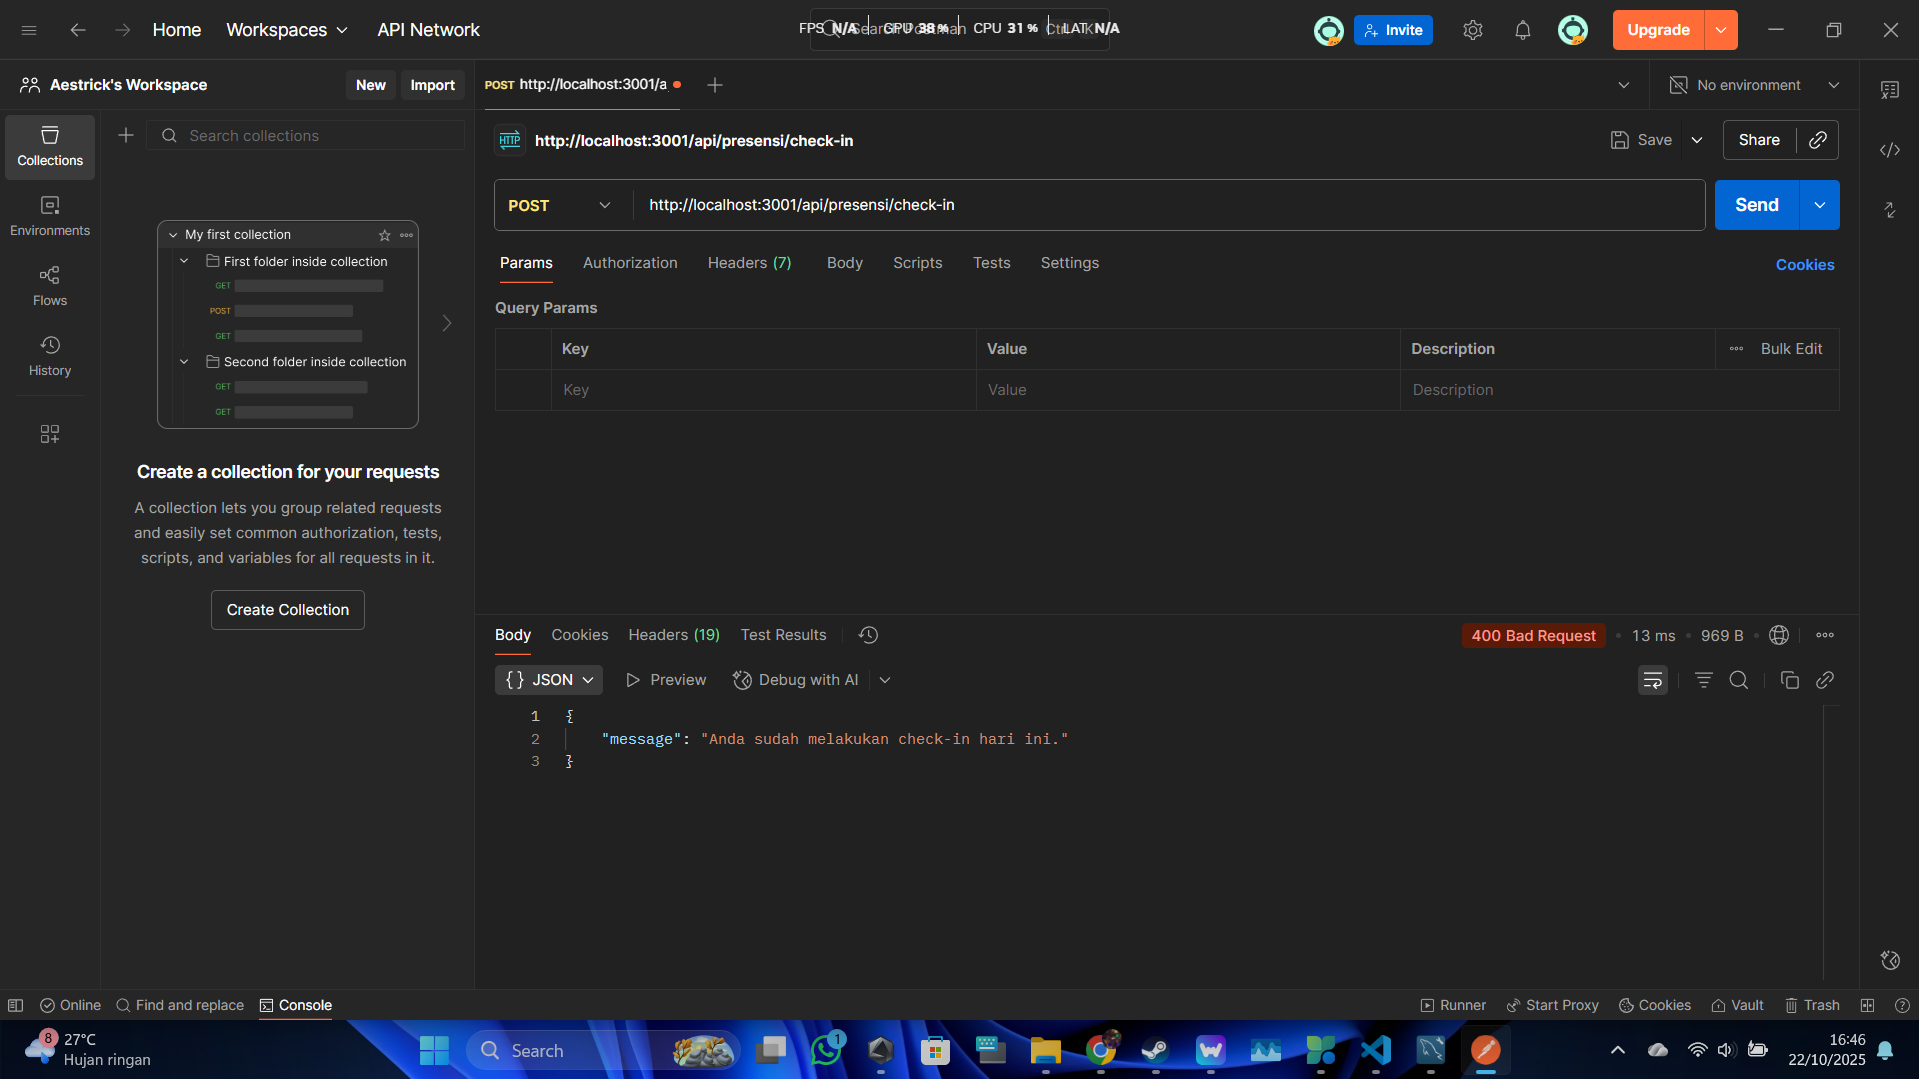 Home
Workspaces
API Network
FPS N/A
GPU 38 %
CPU 31 %
LAT N/A
Invite
Upgrade
Aestrick's Workspace
New
Import
POST http://localhost:3001/a
No environment
Collections
Environments
Flows
History
Search collections
My first collection
First folder inside collection
GET
POST
GET
Second folder inside collection
GET
GET
Create a collection for your requests
A collection lets you group related requests
and easily set common authorization, tests,
scripts, and variables for all requests in it.
Create Collection
HTTP
http://localhost:3001/api/presensi/check-in
Save
Share
POST
http://localhost:3001/api/presensi/check-in
Send
Params
Authorization
Headers (7)
Body
Scripts
Tests
Settings
Cookies
Query Params
Key Value Description Bulk Edit
Key Value Description
Body
Cookies
Headers (19)
Test Results
400 Bad Request • 13 ms • 969 B •
{} JSON
Preview
Debug with AI
1 {
2 "message": "Anda sudah melakukan check-in hari ini."
3 }
Online
Find and replace
Console
Runner
Start Proxy
Cookies
Vault
Trash
8
27°C
Hujan ringan
Search
1
16:46
22/10/2025